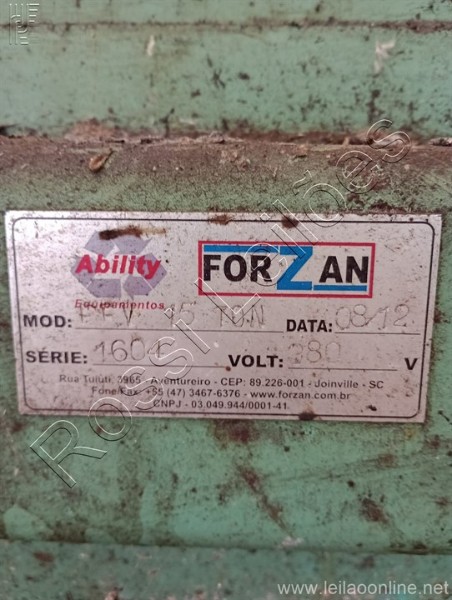 Ability
Equipamentos
FORZAN
MOD: 15 TON DATA: 08/12
SÉRIE: 1604 VOLT: 380 V
Rua Tuiuti, 3965 - Aventureiro - CEP: 89.226-001 - Joinville - SC
Fone/Fax: +55 (47) 3467-6376 - www.forzan.com.br
CNPJ - 03.049.944/0001-41
Rossi Leilões
www.leilaoonline.net